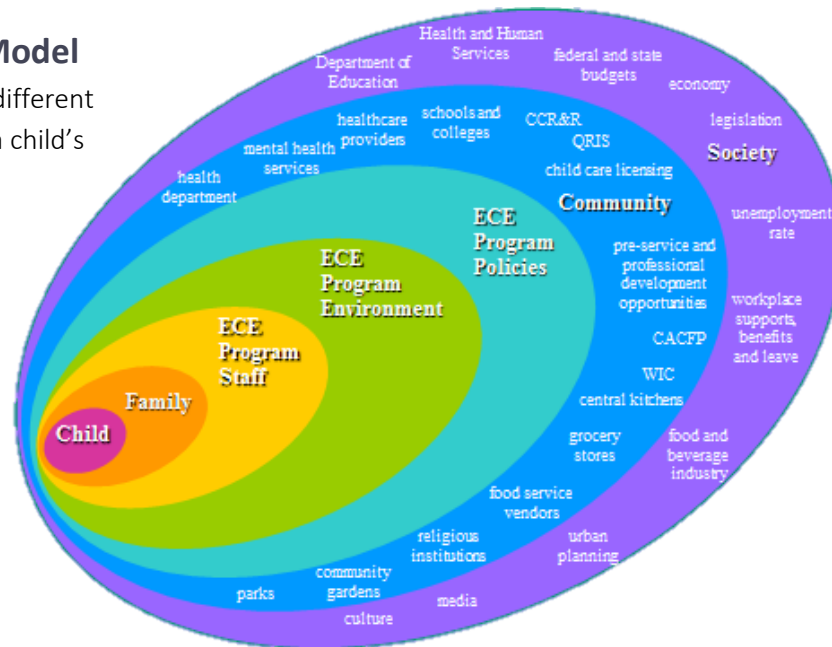 Model
different
child's
Health and Human
Services
Department of
Education
federal and state
budgets
economy
legislation
Society
unemployment
rate
workplace
supports,
benefits
and leave
food and
beverage
industry
urban
planning
media
culture
healthcare
providers
schools and
colleges
CCR&R
QRIS
mental health
services
child care licensing
health
department
Community
pre-service and
professional
development
opportunities
CACFP
WIC
central kitchens
grocery
stores
food service
vendors
religious
institutions
community
gardens
parks
ECE
Program
Policies
ECE
Program
Environment
ECE
Program
Staff
Family
Child